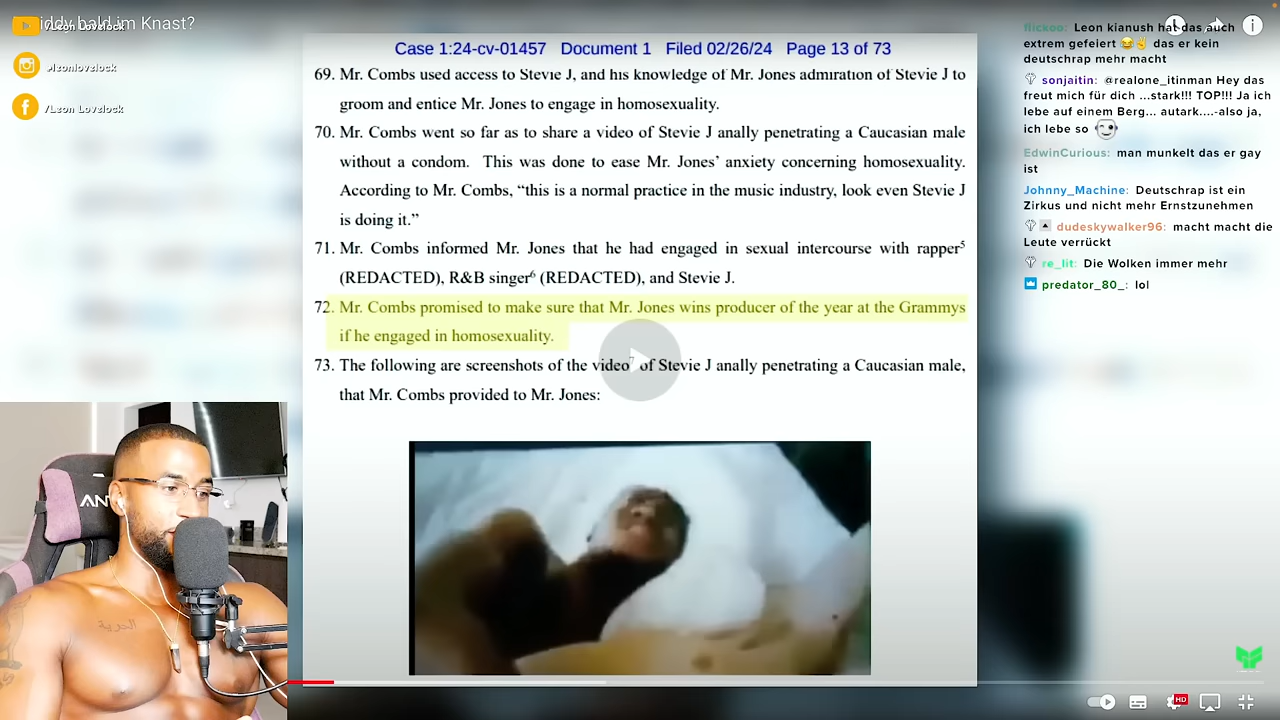 iddy bald im Knast?
/Leon Lovelock
leonlovelock
/Leon Lovelock
Case 1:24-cv-01457 Document 1 Filed 02/26/24 Page 13 of 73
69. Mr. Combs used access to Stevie J, and his knowledge of Mr. Jones admiration of Stevie J to
groom and entice Mr. Jones to engage in homosexuality.
70. Mr. Combs went so far as to share a video of Stevie J anally penetrating a Caucasian male
without a condom. This was done to ease Mr. Jones’ anxiety concerning homosexuality.
According to Mr. Combs, “this is a normal practice in the music industry, look even Stevie J
is doing it.”
71. Mr. Combs informed Mr. Jones that he had engaged in sexual intercourse with rapper⁵
(REDACTED), R&B singer⁶ (REDACTED), and Stevie J.
72. Mr. Combs promised to make sure that Mr. Jones wins producer of the year at the Grammys
if he engaged in homosexuality.
73. The following are screenshots of the video⁷ of Stevie J anally penetrating a Caucasian male,
that Mr. Combs provided to Mr. Jones:
flickoo: Leon kianush hat das auch
extrem gefeiert 😂✌️ das er kein
deutschrap mehr macht
sonjaitin: @realone_itinman Hey das
freut mich für dich ...stark!!! TOP!!! Ja ich
lebe auf einem Berg... autark....-also ja,
ich lebe so
EdwinCurious: man munkelt das er gay
ist
Johnny_Machine: Deutschrap ist ein
Zirkus und nicht mehr Ernstzunehmen
dudeskywalker96: macht macht die
Leute verrückt
re_lit: Die Wolken immer mehr
predator_80_: lol
AN
HD